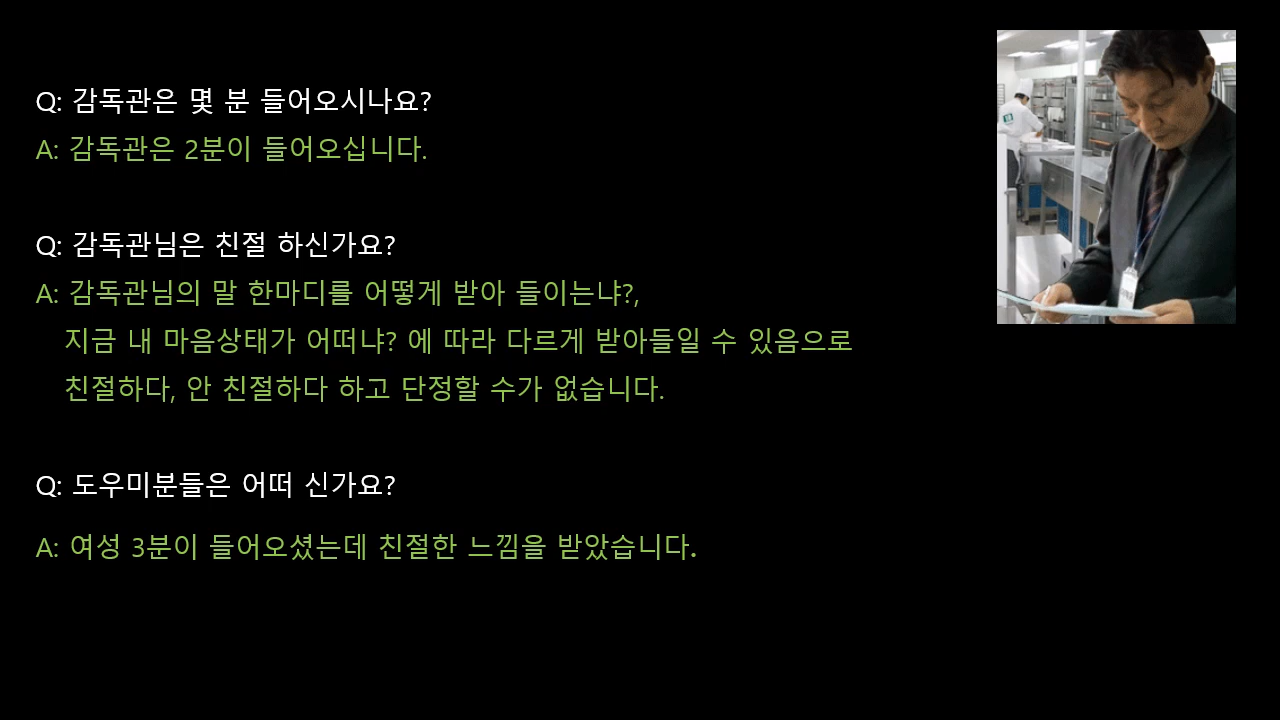 Q: 감독관은 몇 분 들어오시나요?
A: 감독관은 2분이 들어오십니다.
Q: 감독관님은 친절 하신가요?
A: 감독관님의 말 한마디를 어떻게 받아 들이는냐?,
지금 내 마음상태가 어떠냐? 에 따라 다르게 받아들일 수 있음으로
친절하다, 안 친절하다 하고 단정할 수가 없습니다.
Q: 도우미분들은 어떠 신가요?
A: 여성 3분이 들어오셨는데 친절한 느낌을 받았습니다.